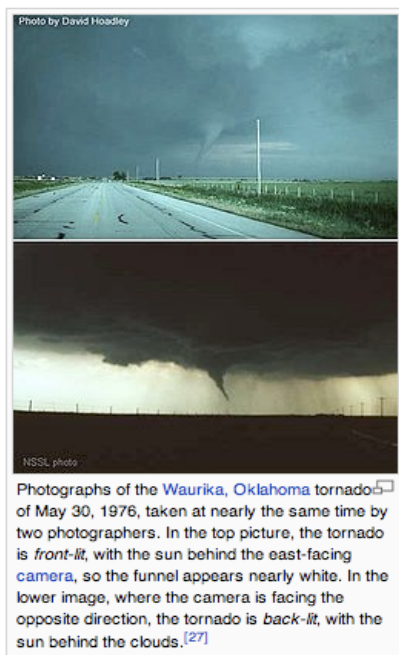 Photo by David Hoadley
NSSL photo
Photographs of the Waurika, Oklahoma tornado
of May 30, 1976, taken at nearly the same time by
two photographers. In the top picture, the tornado
is front-lit, with the sun behind the east-facing
camera, so the funnel appears nearly white. In the
lower image, where the camera is facing the
opposite direction, the tornado is back-lit, with the
sun behind the clouds.[27]